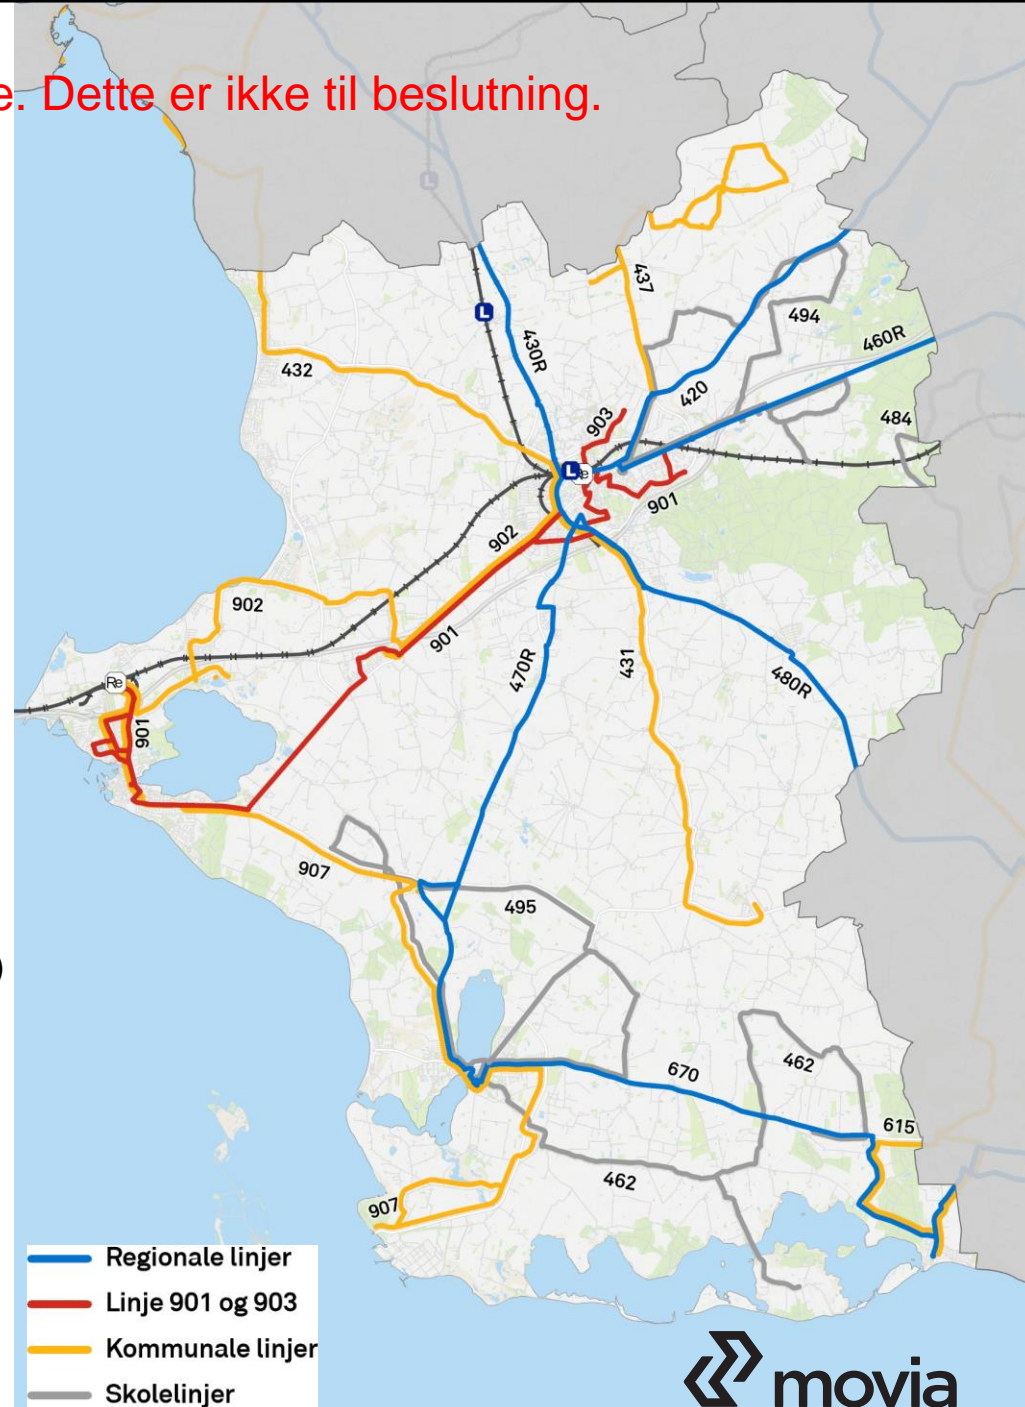 e. Dette er ikke til beslutning.
L
437
L
430R
494
460R
432
420
903
484
L
Re
901
902
902
901
470R
431
480R
Re
901
907
495
)
670
462
615
462
907
Regionale linjer
Linje 901 og 903
Kommunale linjer
Skolelinjer
movia